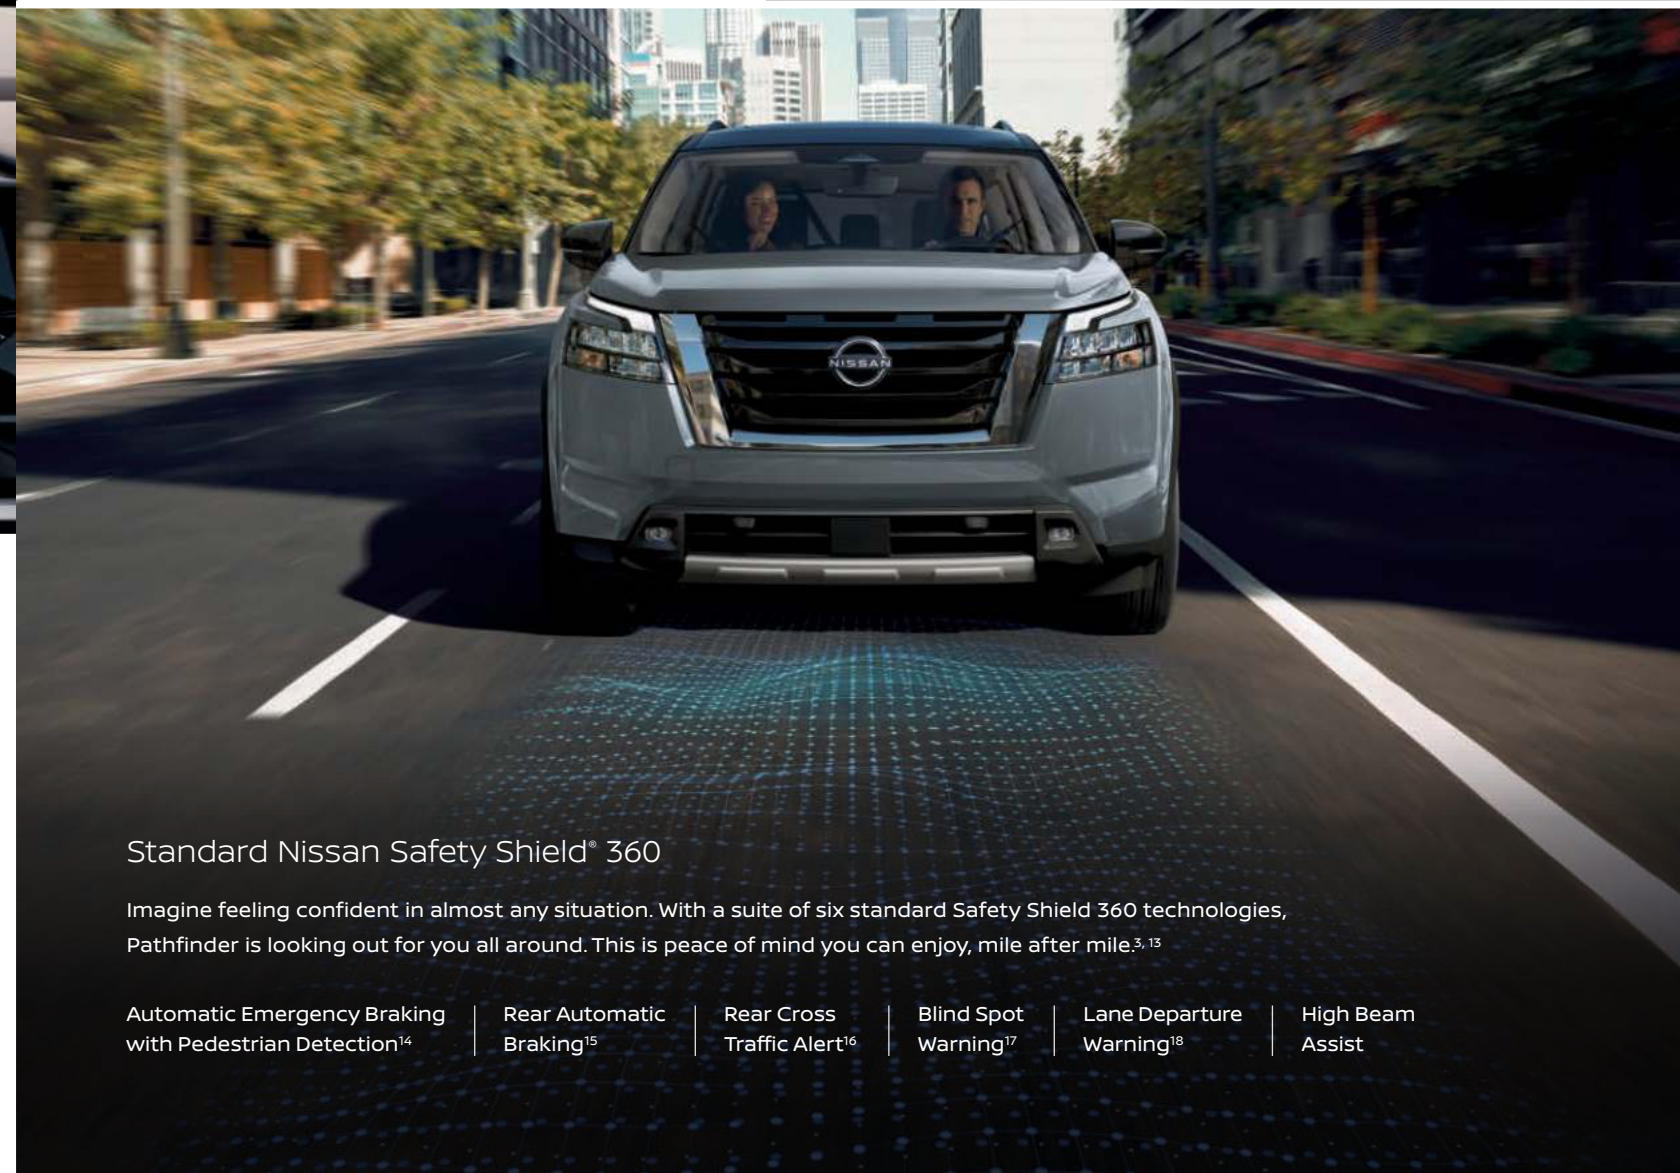 NISSAN
Standard Nissan Safety Shield® 360
Imagine feeling confident in almost any situation. With a suite of six standard Safety Shield 360 technologies,
Pathfinder is looking out for you all around. This is peace of mind you can enjoy, mile after mile.3, 13
Automatic Emergency Braking
with Pedestrian Detection14
Rear Automatic
Braking15
Rear Cross
Traffic Alert16
Blind Spot
Warning17
Lane Departure
Warning18
High Beam
Assist